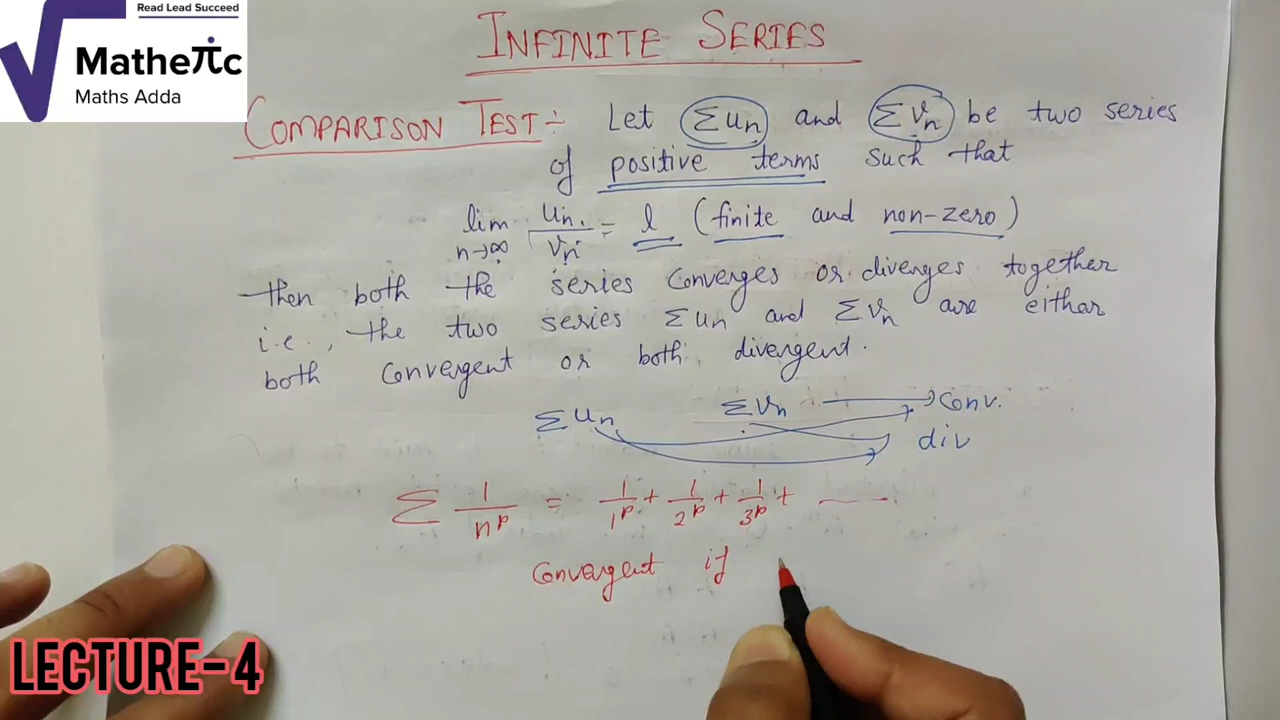 Read Lead Succeed
Matheπc
Maths Adda
INFINITE SERIES
COMPARISON TEST:- Let Σun and Σvn be two series
of positive terms such that
lim n→∞ un/vn = l (finite and non-zero)
then both the series converges or diverges together
i.e., the two series Σun and Σvn are eithar
both convergent or both divergent.
Σun Σvn conv.
div
Σ 1/n^p = 1/1^p + 1/2^p + 1/3^p + ------
Convergent if
LECTURE-4